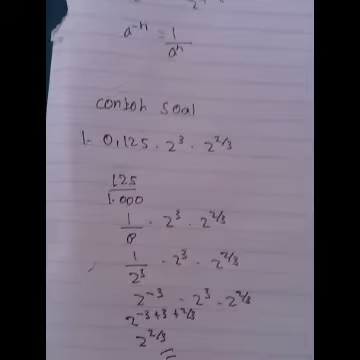 a⁻ⁿ = 1/aⁿ
contoh soal
1. 0,125 · 2³ · 2^2/3
125/1.000
1/8 · 2³ · 2^2/3
1/2³ · 2³ · 2^2/3
2⁻³ · 2³ · 2^2/3
2^-3+3+2/3
2^2/3